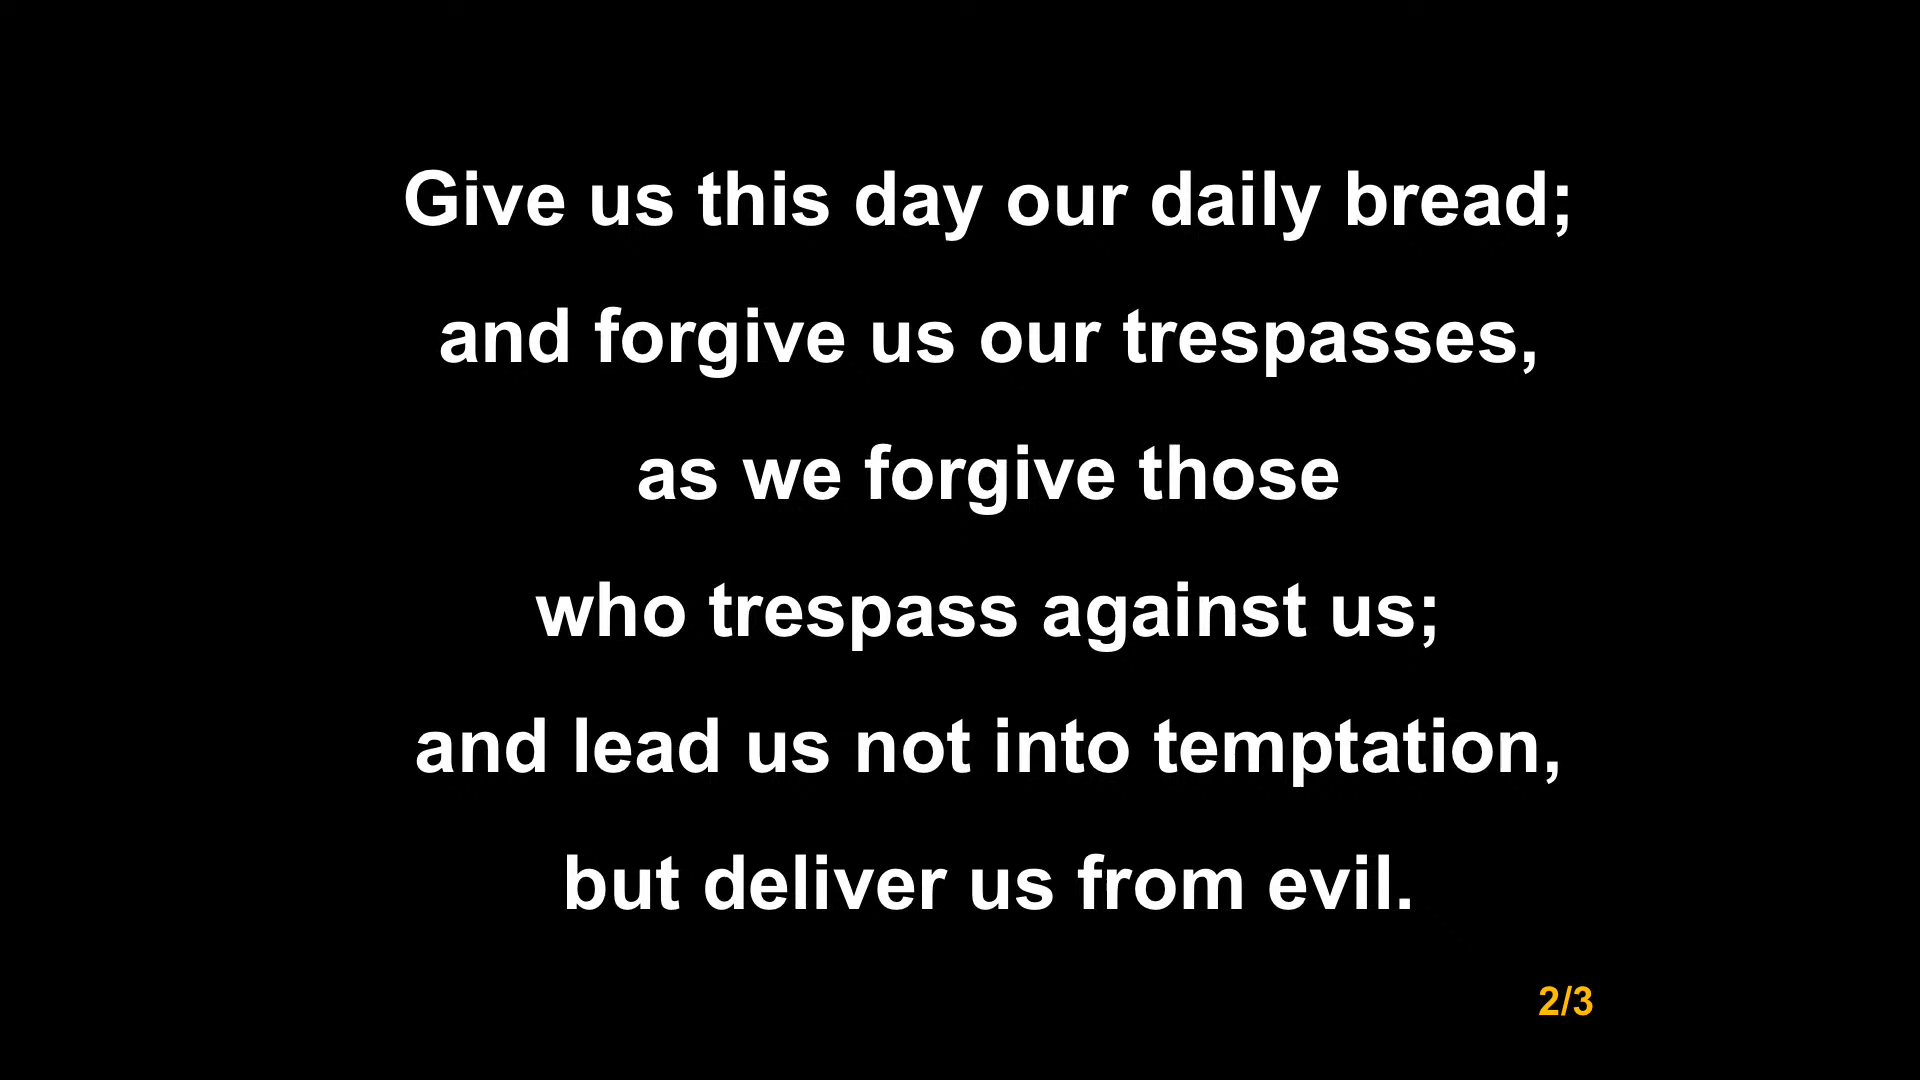 Give us this day our daily bread;
and forgive us our trespasses,
as we forgive those
who trespass against us;
and lead us not into temptation,
but deliver us from evil.
2/3